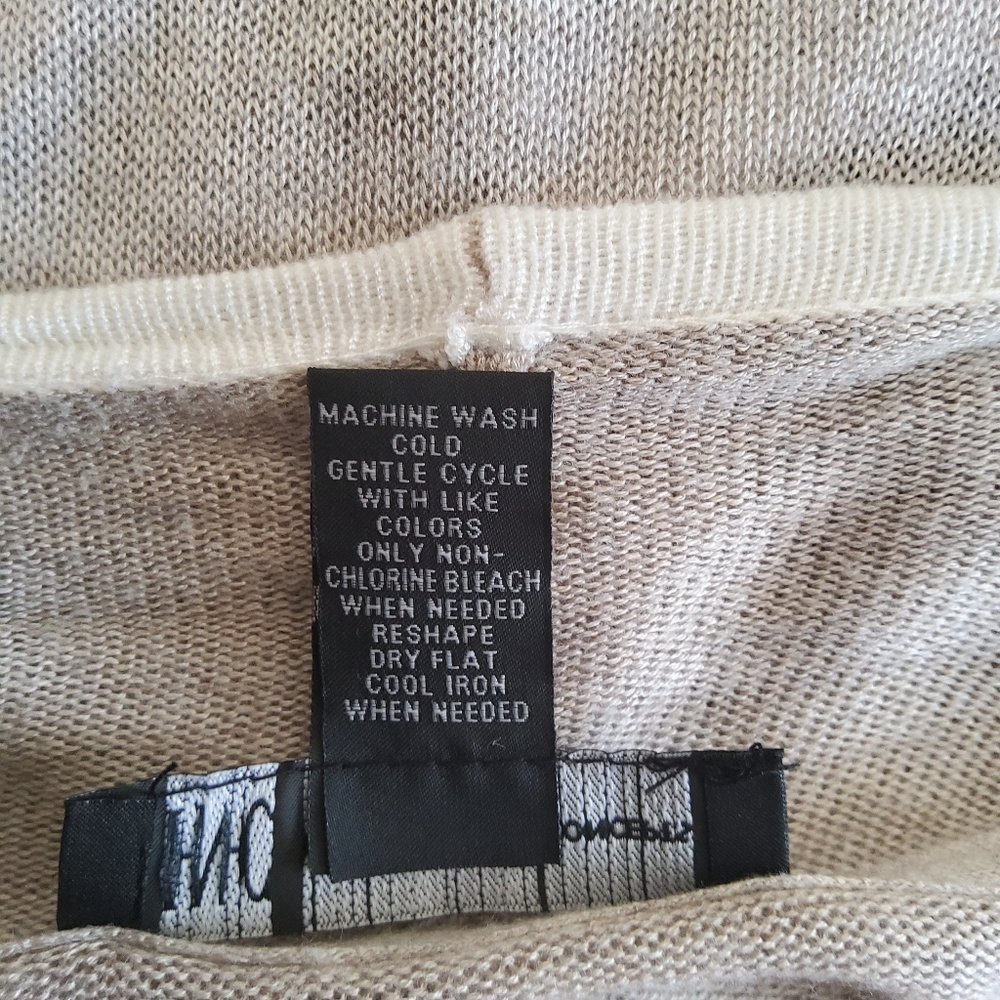 MACHINE WASH
COLD
GENTLE CYCLE
WITH LIKE
COLORS
ONLY NON-
CHLORINE BLEACH
WHEN NEEDED
RESHAPE
DRY FLAT
COOL IRON
WHEN NEEDED